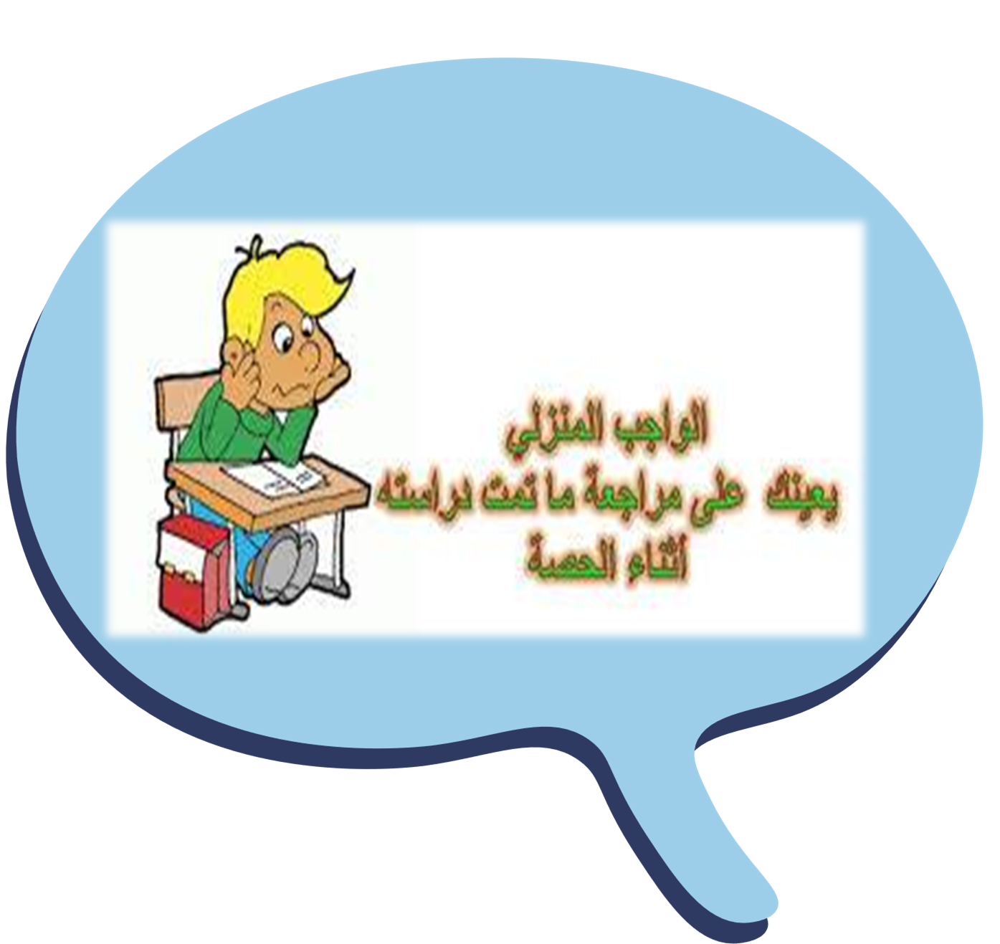 الواجب المنزلي
يعينك على مراجعة ما تمت دراسته
أثناء الحصة